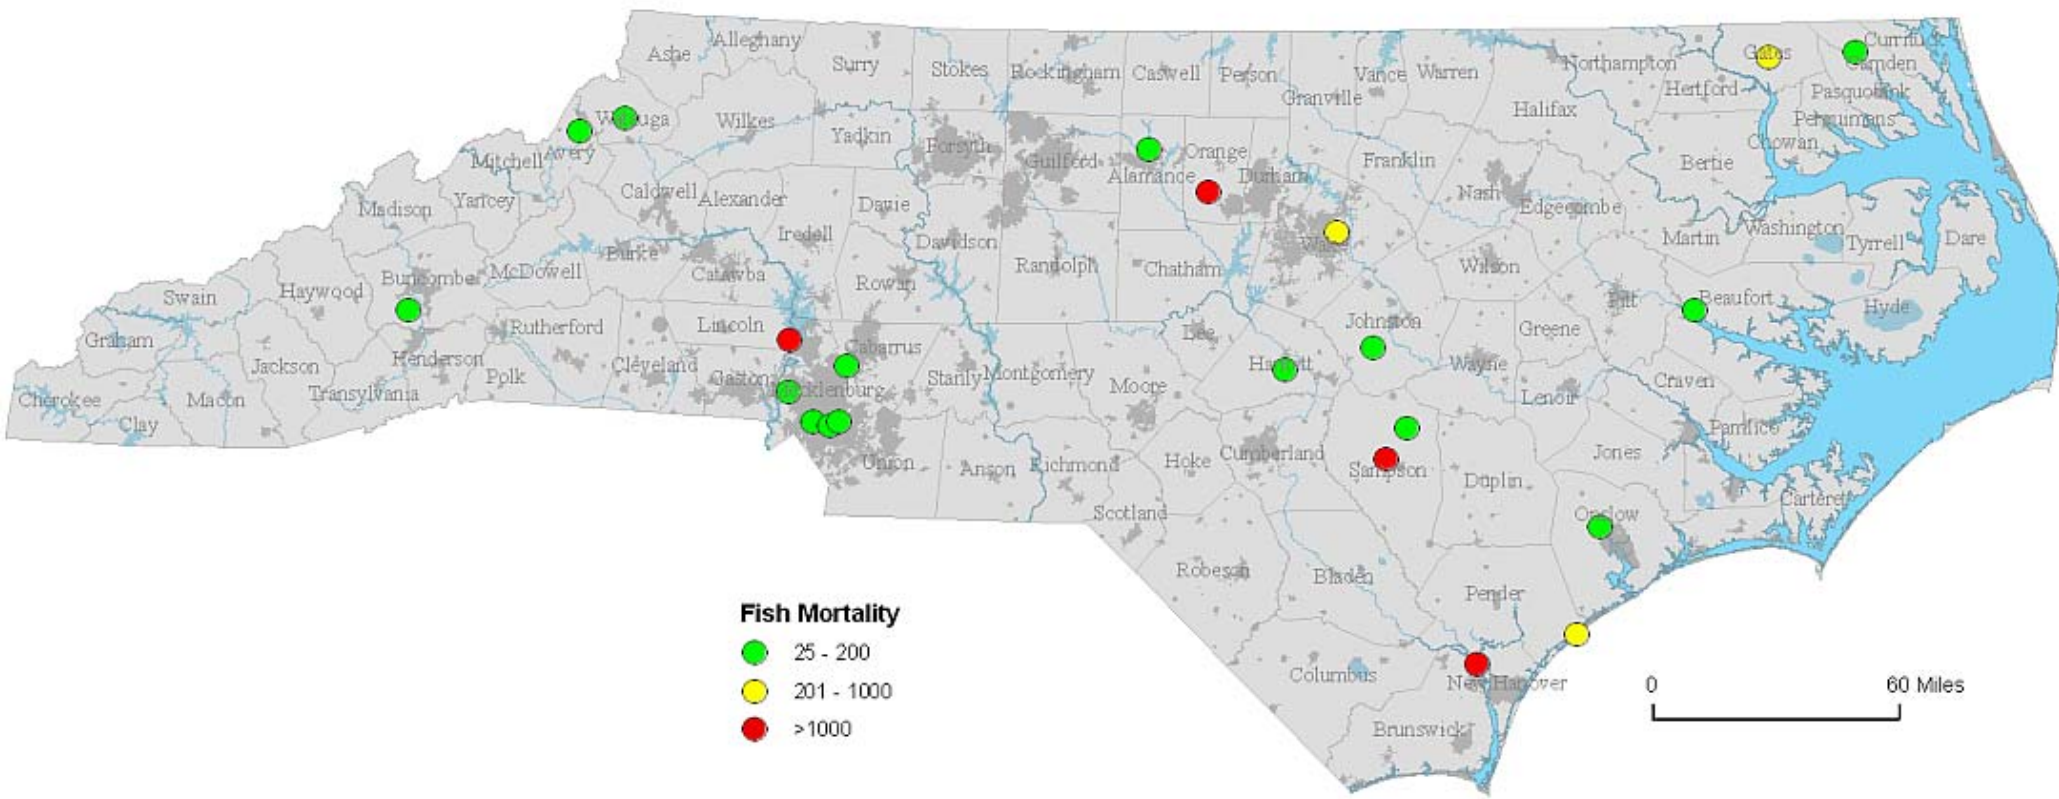 Ashe
Alleghany
Surry
Stokes
Rockingham
Caswell
Person
Granville
Vance
Warren
Northampton
Gates
Currituck
Camden
Hertford
Pasquotank
Perquimans
Chowan
Halifax
Watauga
Wilkes
Yadkin
Forsyth
Guilford
Alamance
Orange
Durham
Franklin
Nash
Edgecombe
Bertie
Mitchell
Avery
Madison
Yancey
Caldwell
Alexander
Davie
Iredell
Davidson
Randolph
Chatham
Wake
Wilson
Martin
Washington
Tyrrell
Dare
Swain
Haywood
Buncombe
McDowell
Burke
Catawba
Rowan
Pitt
Beaufort
Hyde
Graham
Jackson
Henderson
Rutherford
Lincoln
Cabarrus
Lee
Johnston
Greene
Cherokee
Clay
Macon
Transylvania
Polk
Cleveland
Gaston
Mecklenburg
Stanly
Montgomery
Moore
Harnett
Wayne
Lenoir
Craven
Pamlico
Union
Anson
Richmond
Hoke
Cumberland
Sampson
Duplin
Jones
Carteret
Scotland
Onslow
Robeson
Bladen
Pender
Columbus
New Hanover
Brunswick
Fish Mortality
25 - 200
201 - 1000
>1000
0 60 Miles